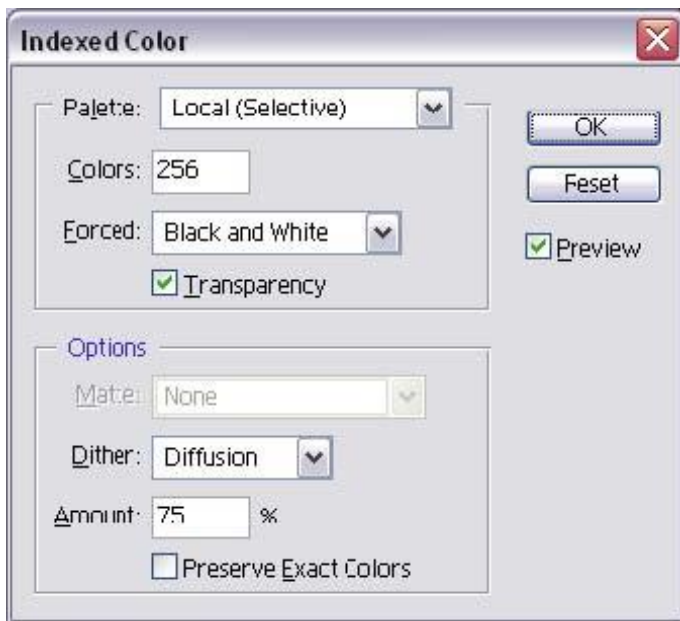 Indexed Color
Palette: Local (Selective)
Colors: 256
Forced: Black and White
Transparency
OK
Feset
Preview
Options
Matte: None
Dither: Diffusion
Amount: 75 %
Preserve Exact Colors